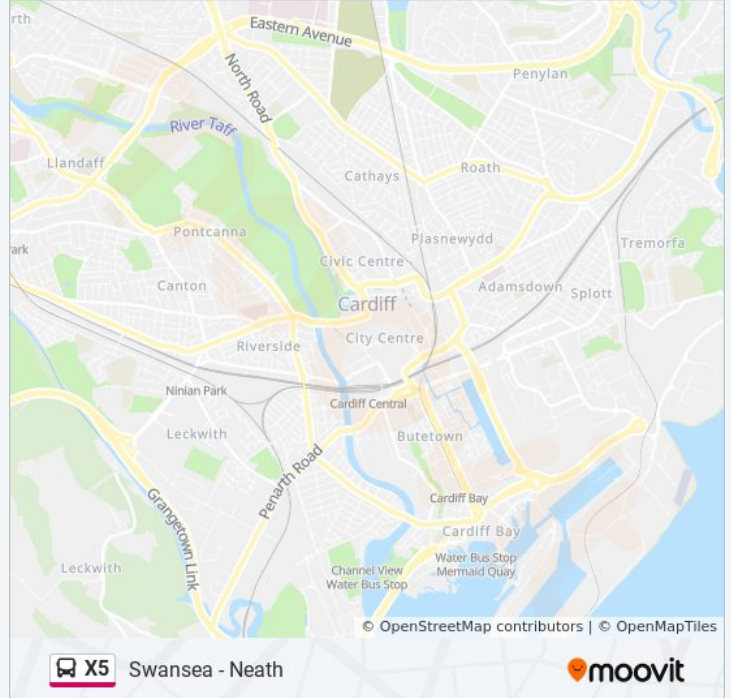 rth
Eastern Avenue
North Road
Penylan
River Taff
Llandaff
Cathays
Roath
Pontcanna
Plasnewydd
ark
Civic Centre
Tremorfa
Canton
Cardiff
Adamsdown
Splott
Riverside
City Centre
Ninian Park
Cardiff Central
Leckwith
Butetown
Penarth Road
Grangetown Link
Cardiff Bay
Cardiff Bay
Leckwith
Channel View
Water Bus Stop
Water Bus Stop
Mermaid Quay
© OpenStreetMap contributors | © OpenMapTiles
X5 Swansea - Neath
moovit